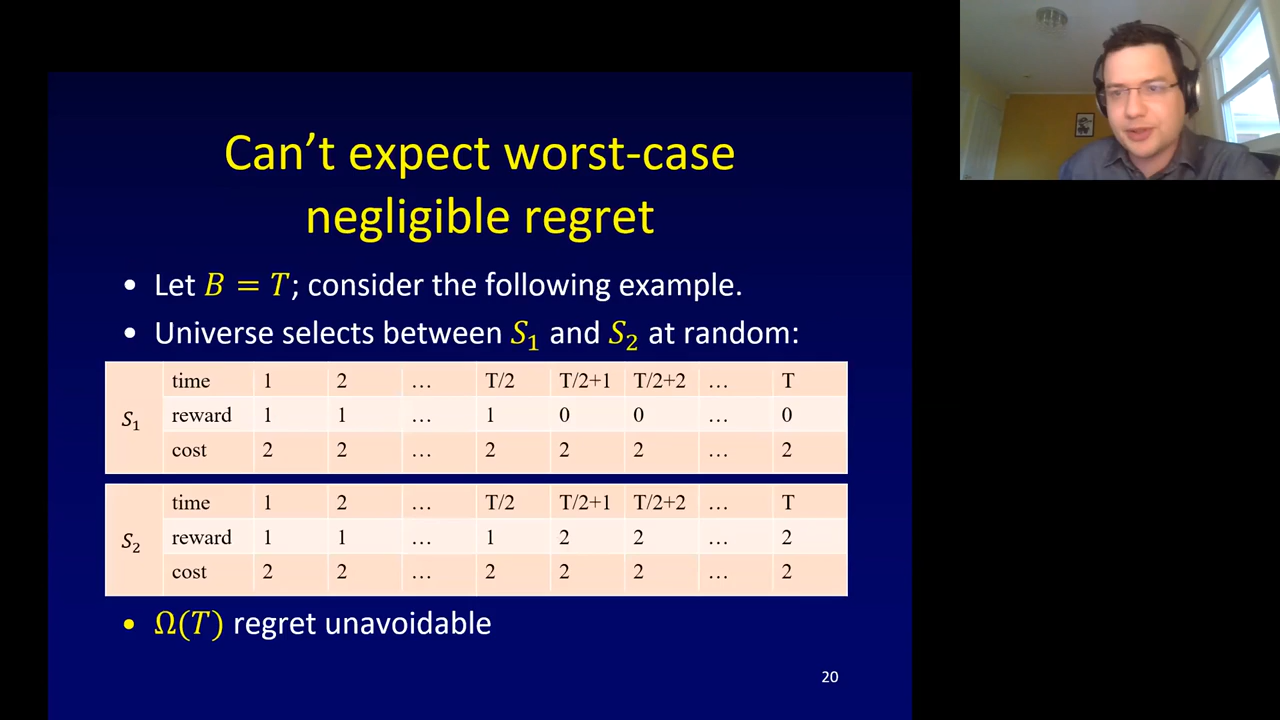 Can’t expect worst-case
negligible regret
• Let B = T; consider the following example.
• Universe selects between S₁ and S₂ at random:
time 1 2 … T/2 T/2+1 T/2+2 … T
S₁ reward 1 1 … 1 0 0 … 0
cost 2 2 … 2 2 2 … 2
time 1 2 … T/2 T/2+1 T/2+2 … T
S₂ reward 1 1 … 1 2 2 … 2
cost 2 2 … 2 2 2 … 2
• Ω(T) regret unavoidable
20